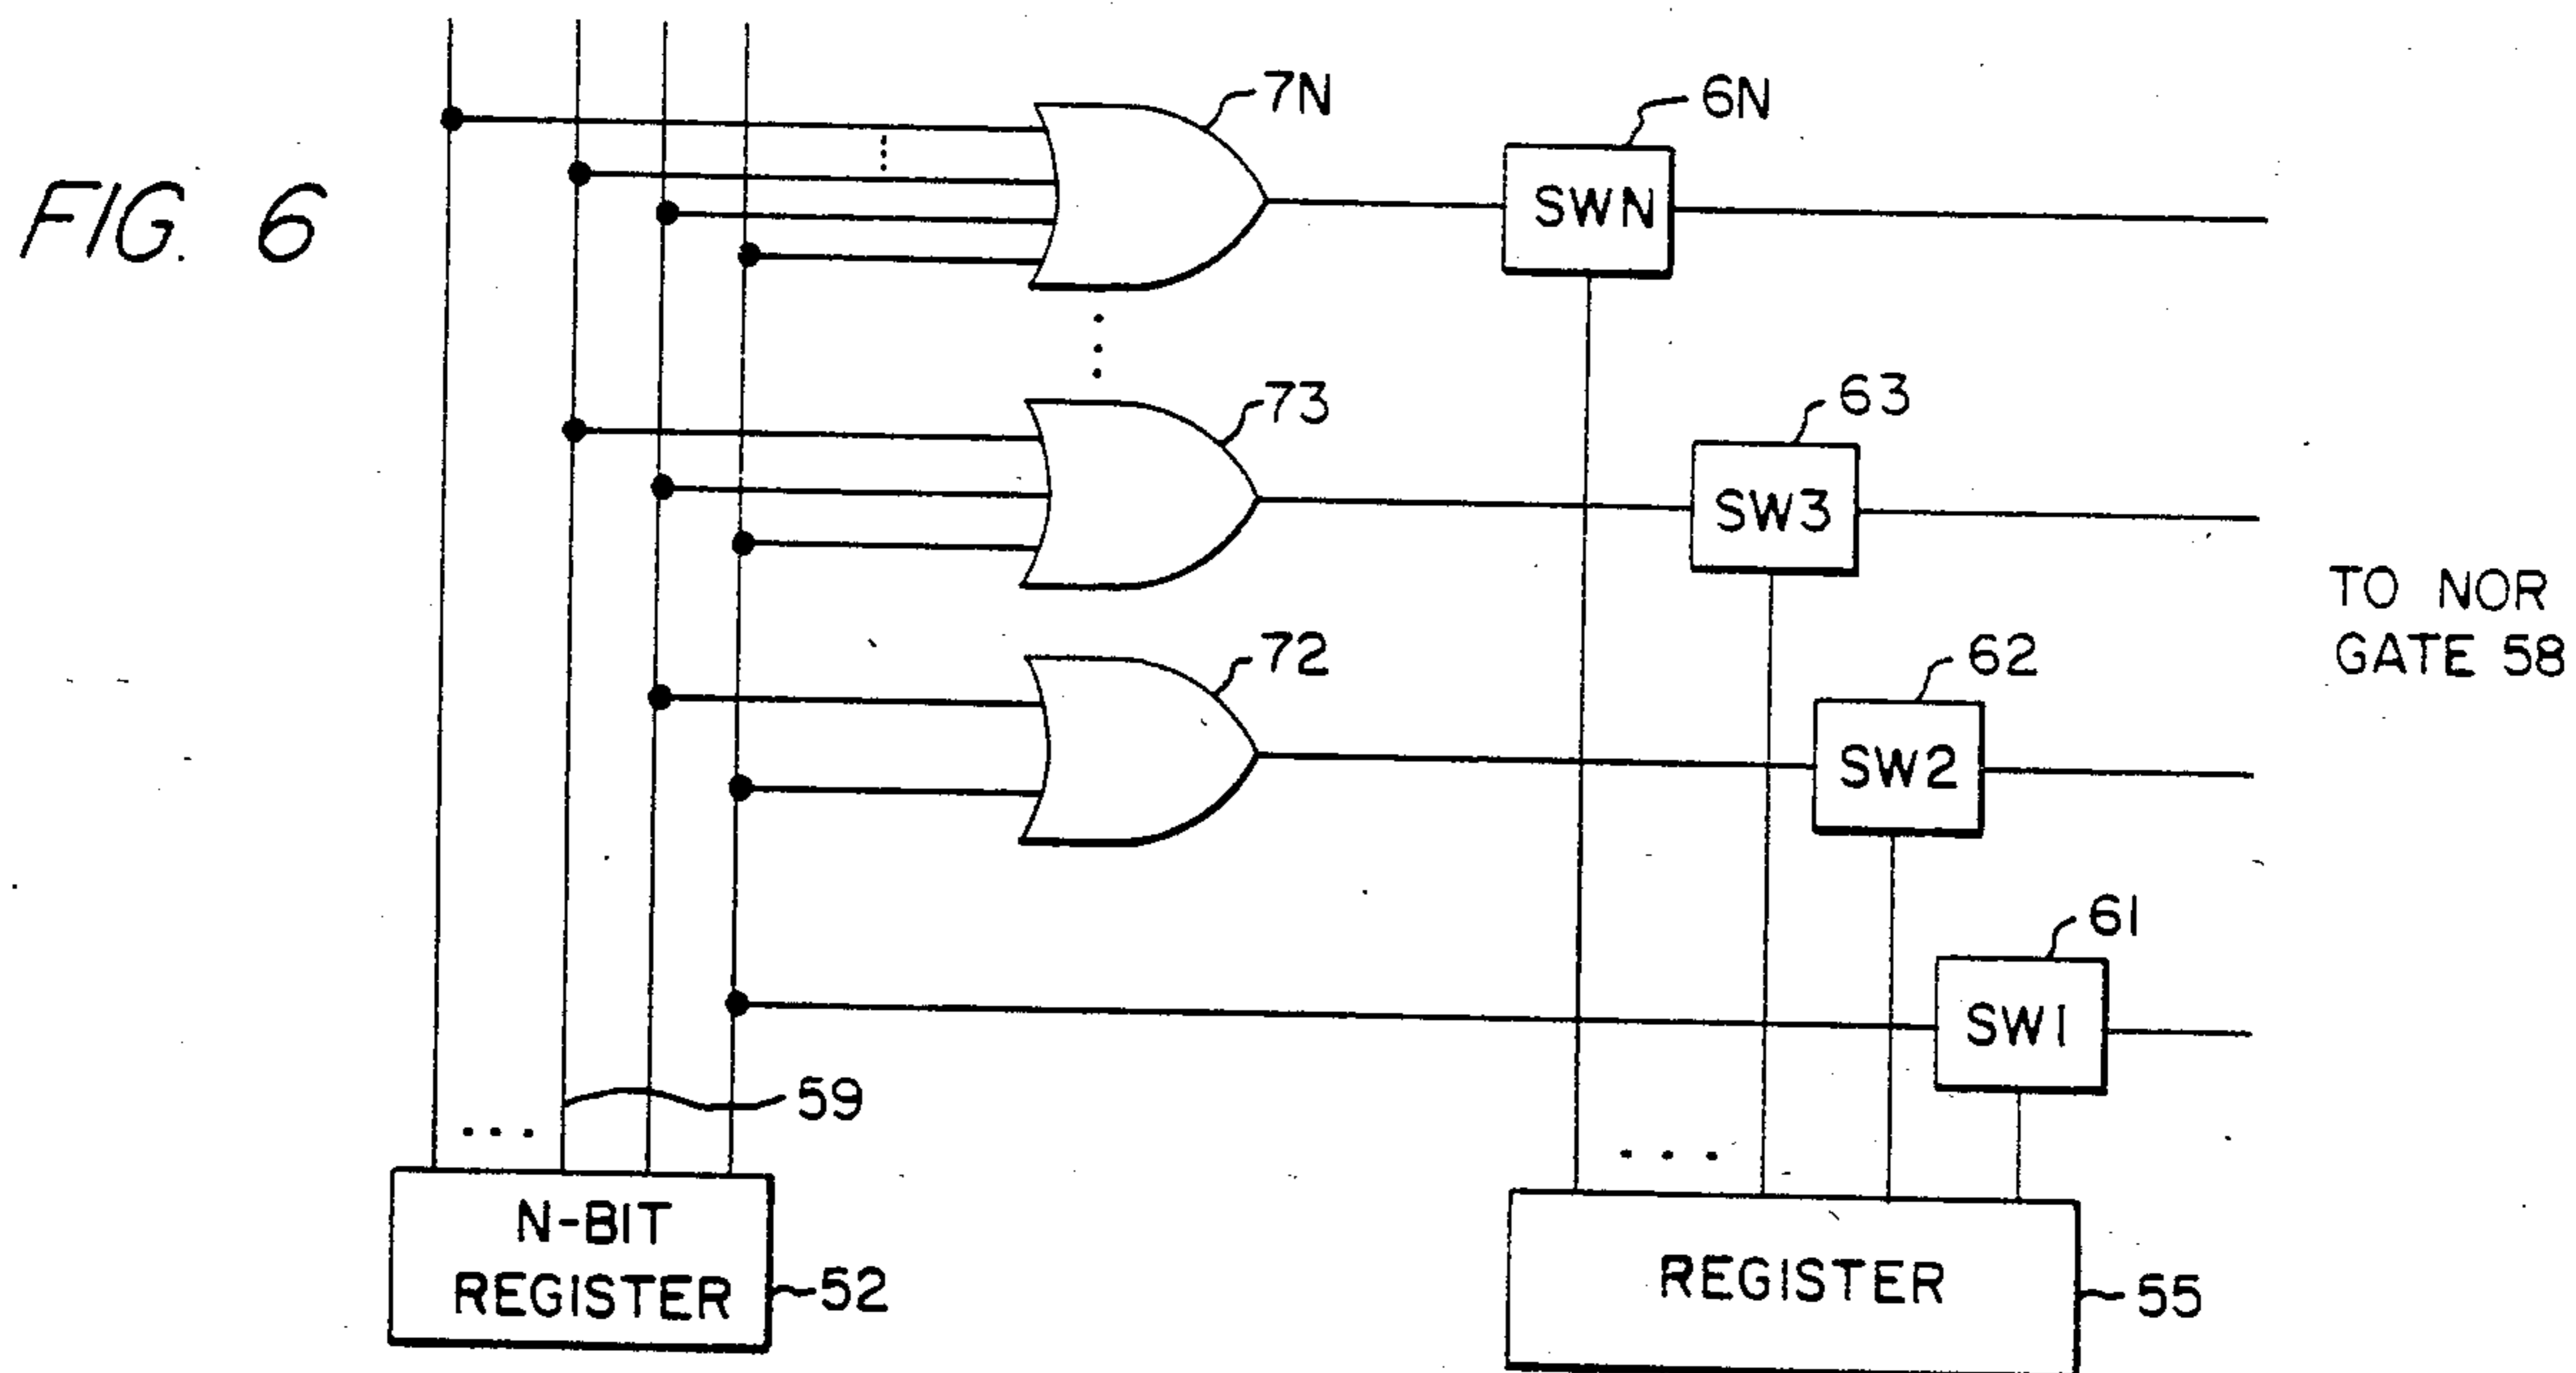 FIG. 6
7N
6N
SWN
73
63
SW3
TO NOR
GATE 58
72
62
SW2
61
SW1
59
N-BIT
REGISTER
52
REGISTER
55